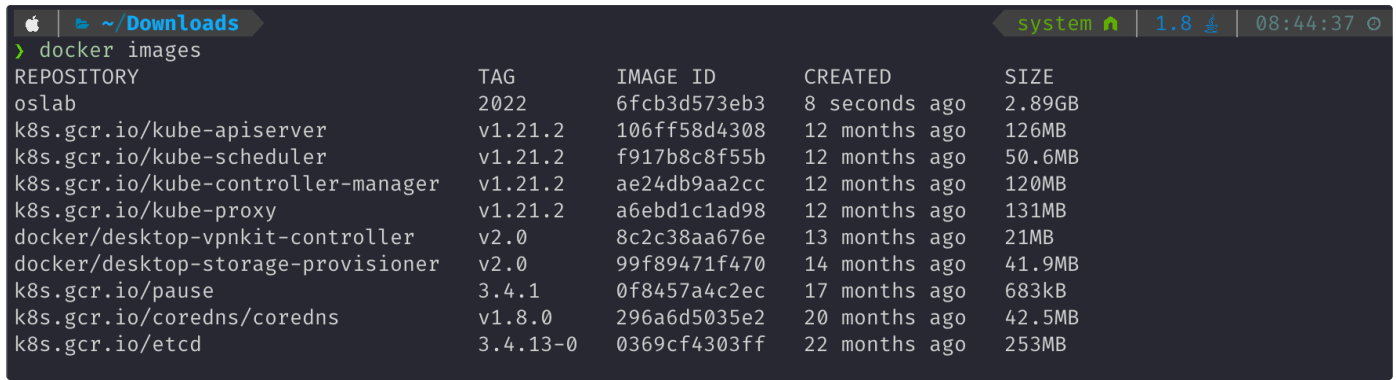 ~/Downloads system 1.8 08:44:37
❯ docker images
REPOSITORY TAG IMAGE ID CREATED SIZE
oslab 2022 6fcb3d573eb3 8 seconds ago 2.89GB
k8s.gcr.io/kube-apiserver v1.21.2 106ff58d4308 12 months ago 126MB
k8s.gcr.io/kube-scheduler v1.21.2 f917b8c8f55b 12 months ago 50.6MB
k8s.gcr.io/kube-controller-manager v1.21.2 ae24db9aa2cc 12 months ago 120MB
k8s.gcr.io/kube-proxy v1.21.2 a6ebd1c1ad98 12 months ago 131MB
docker/desktop-vpnkit-controller v2.0 8c2c38aa676e 13 months ago 21MB
docker/desktop-storage-provisioner v2.0 99f89471f470 14 months ago 41.9MB
k8s.gcr.io/pause 3.4.1 0f8457a4c2ec 17 months ago 683kB
k8s.gcr.io/coredns/coredns v1.8.0 296a6d5035e2 20 months ago 42.5MB
k8s.gcr.io/etcd 3.4.13-0 0369cf4303ff 22 months ago 253MB